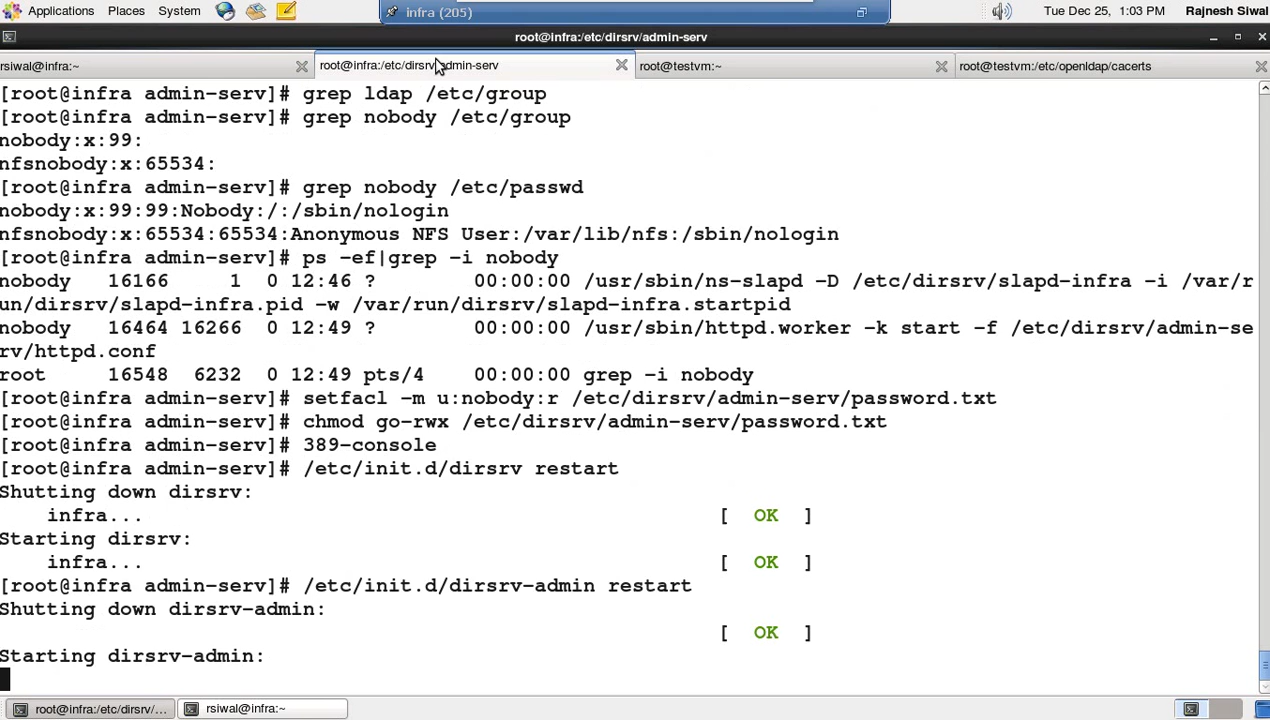 Applications Places System infra (205) Tue Dec 25, 1:03 PM Rajnesh Siwal
root@infra:/etc/dirsrv/admin-serv
rsiwal@infra:~ root@infra:/etc/dirsrv/admin-serv root@testvm:~ root@testvm:/etc/openldap/cacerts
[root@infra admin-serv]# grep ldap /etc/group
[root@infra admin-serv]# grep nobody /etc/group
nobody:x:99:
nfsnobody:x:65534:
[root@infra admin-serv]# grep nobody /etc/passwd
nobody:x:99:99:Nobody:/:/sbin/nologin
nfsnobody:x:65534:65534:Anonymous NFS User:/var/lib/nfs:/sbin/nologin
[root@infra admin-serv]# ps -ef|grep -i nobody
nobody   16166     1  0 12:46 ?        00:00:00 /usr/sbin/ns-slapd -D /etc/dirsrv/slapd-infra -i /var/r
un/dirsrv/slapd-infra.pid -w /var/run/dirsrv/slapd-infra.startpid
nobody   16464 16266  0 12:49 ?        00:00:00 /usr/sbin/httpd.worker -k start -f /etc/dirsrv/admin-se
rv/httpd.conf
root     16548  6232  0 12:49 pts/4    00:00:00 grep -i nobody
[root@infra admin-serv]# setfacl -m u:nobody:r /etc/dirsrv/admin-serv/password.txt
[root@infra admin-serv]# chmod go-rwx /etc/dirsrv/admin-serv/password.txt
[root@infra admin-serv]# 389-console
[root@infra admin-serv]# /etc/init.d/dirsrv restart
Shutting down dirsrv:
infra... [  OK  ]
Starting dirsrv:
infra... [  OK  ]
[root@infra admin-serv]# /etc/init.d/dirsrv-admin restart
Shutting down dirsrv-admin:
[  OK  ]
Starting dirsrv-admin:
root@infra:/etc/dirsrv/... rsiwal@infra:~